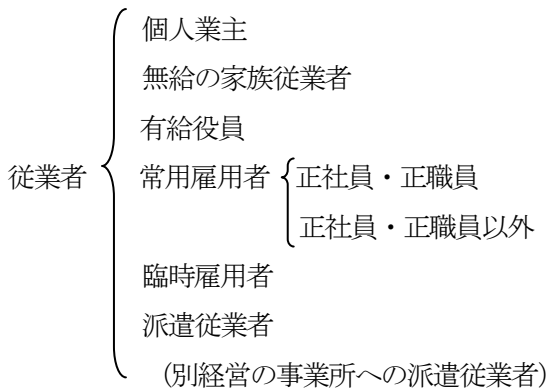 個人業主
無給の家族従業者
有給役員
従業者 常用雇用者 正社員・正職員
正社員・正職員以外
臨時雇用者
派遣従業者
(別経営の事業所への派遣従業者)